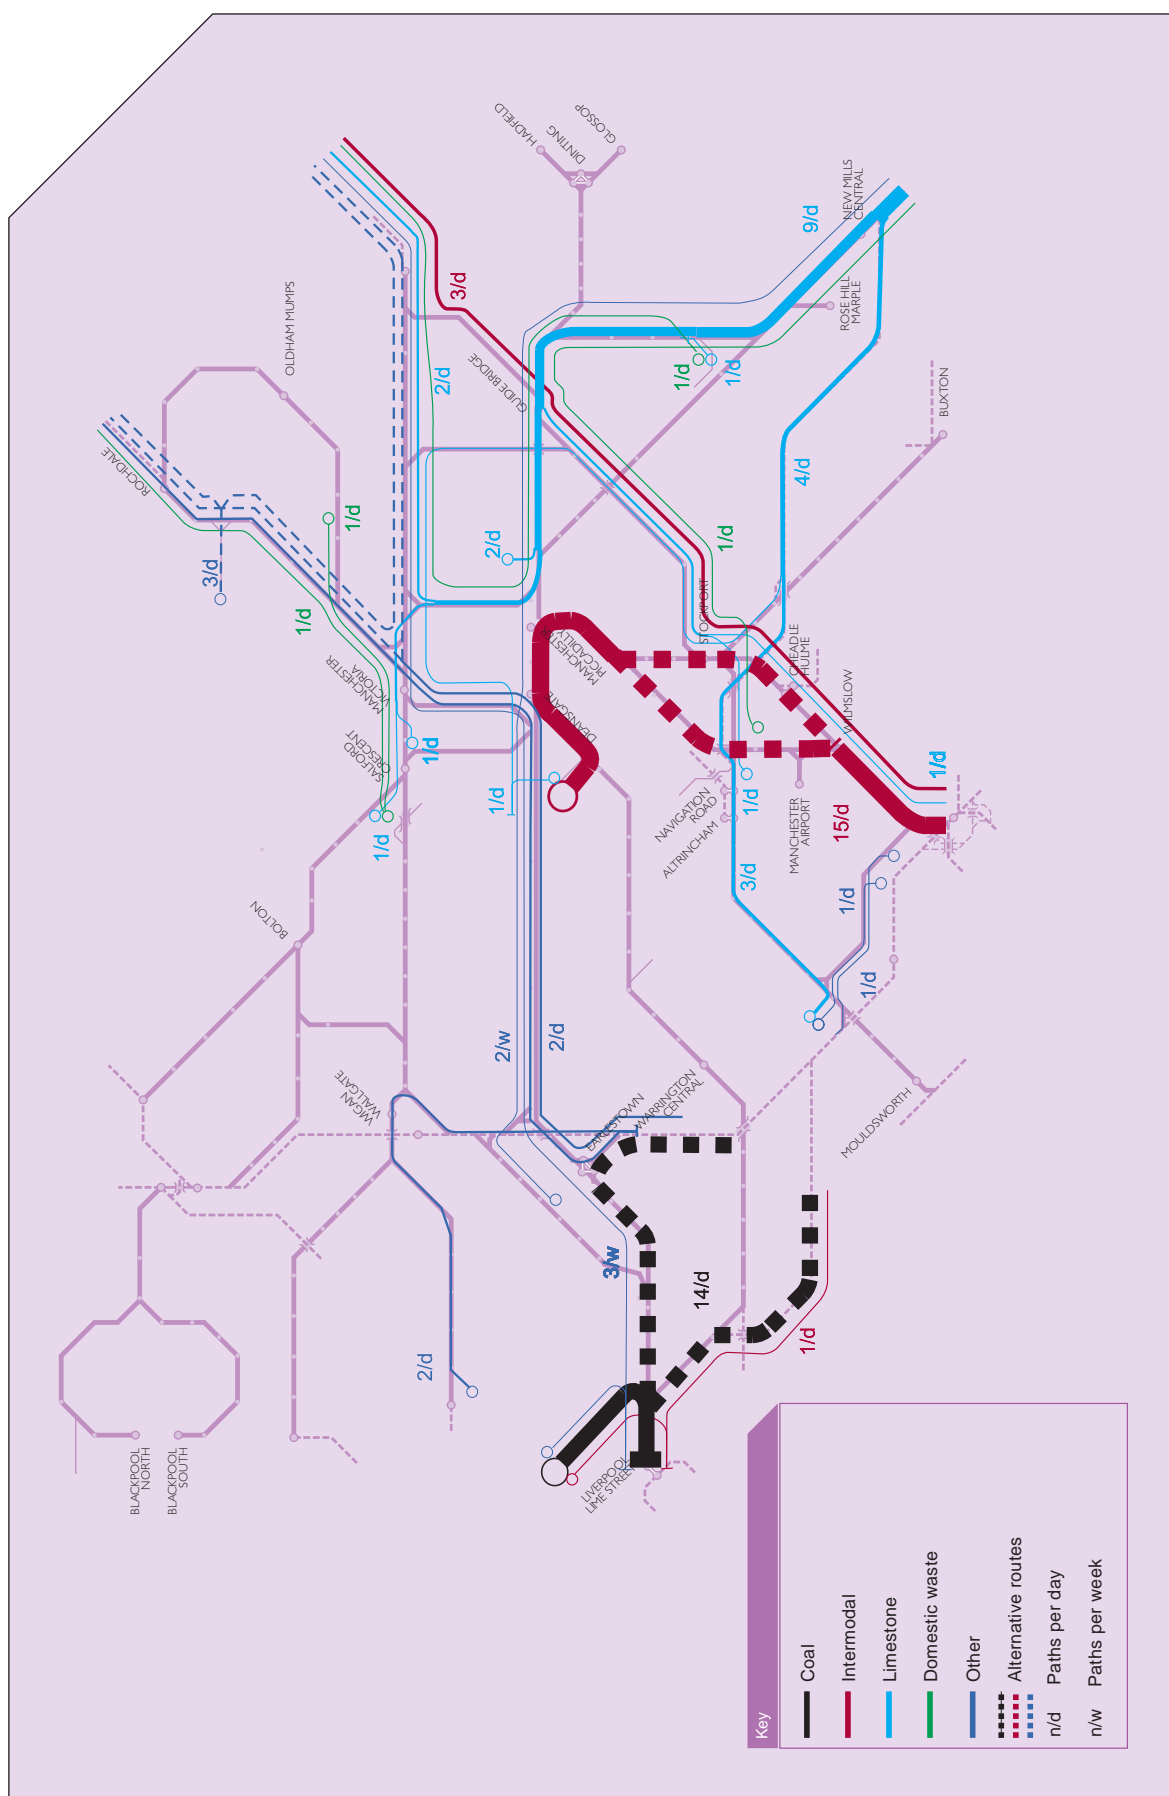 BLACKPOOL
NORTH
BLACKPOOL
SOUTH
2/d
LIVERPOOL
LIME STREET
14/d
3/w
1/d
WIGAN
WALLGATE
EARLESTOWN
WARRINGTON
CENTRAL
MOULDSWORTH
2/w
2/d
BOLTON
1/d
1/d
SALFORD
CRESCENT
1/d
1/d
DEANSGATE
MANCHESTER
PICCADILLY
MANCHESTER
VICTORIA
NAVIGATION
ROAD
ALTRINCHAM
MANCHESTER
AIRPORT
1/d
3/d
15/d
1/d
1/d
WILMSLOW
CHEADLE
HULME
STOCKPORT
1/d
3/d
1/d
1/d
ROCHDALE
OLDHAM MUMPS
2/d
2/d
3/d
GUIDE BRIDGE
1/d
1/d
4/d
BUXTON
ROSE HILL
MARPLE
9/d
NEW MILLS
CENTRAL
HADFIELD
DINTING
GLOSSOP
Key
Coal
Intermodal
Limestone
Domestic waste
Other
Alternative routes
n/d Paths per day
n/w Paths per week